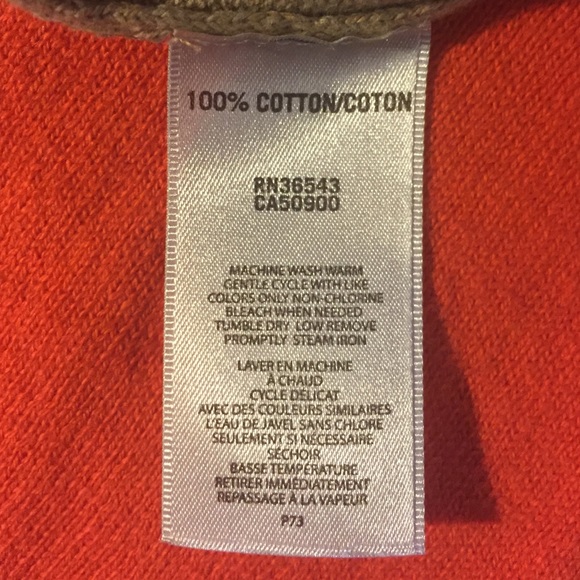 100% COTTON/COTON
RN36543
CA50900
MACHINE WASH WARM
GENTLE CYCLE WITH LIKE
COLORS ONLY NON-CHLORINE
BLEACH WHEN NEEDED
TUMBLE DRY LOW REMOVE
PROMPTLY STEAM IRON
LAVER EN MACHINE
À CHAUD
CYCLE DÉLICAT
AVEC DES COULEURS SIMILAIRES
L'EAU DE JAVEL SANS CHLORE
SEULEMENT SI NÉCESSAIRE
SÉCHOIR
BASSE TEMPÉRATURE
RETIRER IMMÉDIATEMENT
REPASSAGE À LA VAPEUR
P73